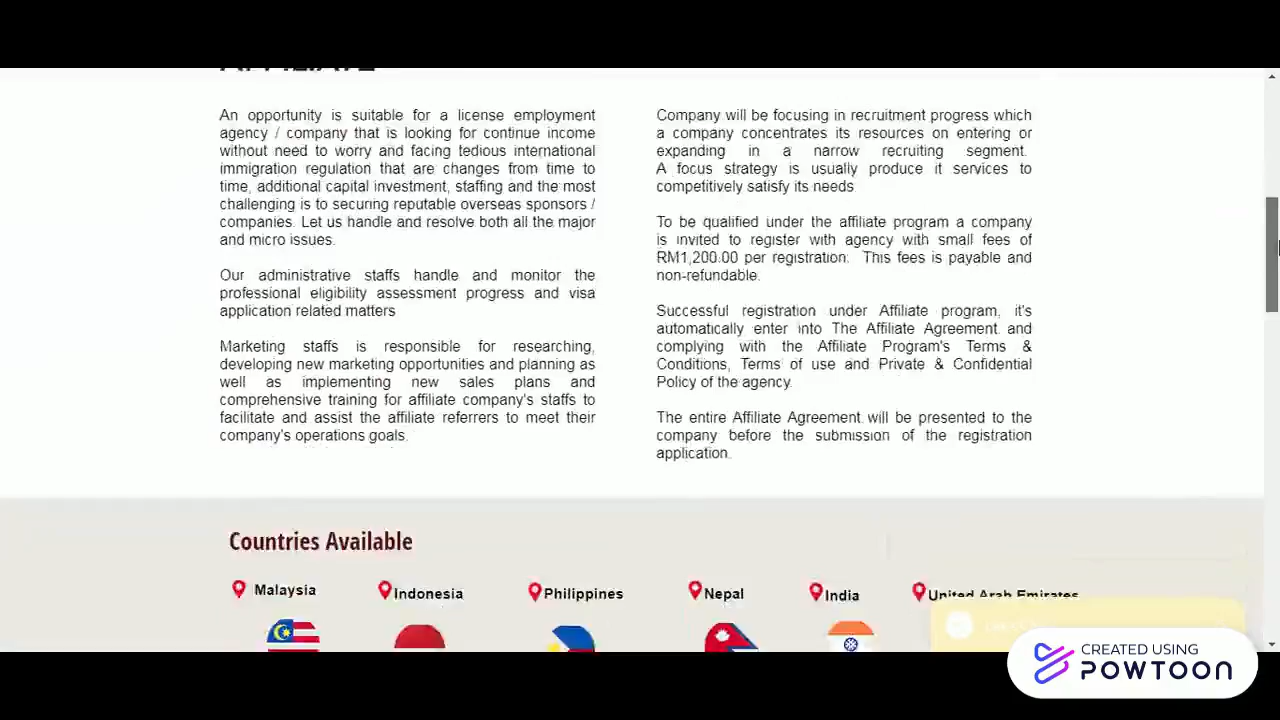 AFFILIATE
An opportunity is suitable for a license employment
agency / company that is looking for continue income
without need to worry and facing tedious international
immigration regulation that are changes from time to
time, additional capital investment, staffing and the most
challenging is to securing reputable overseas sponsors /
companies. Let us handle and resolve both all the major
and micro issues.
Our administrative staffs handle and monitor the
professional eligibility assessment progress and visa
application related matters
Marketing staffs is responsible for researching,
developing new marketing opportunities and planning as
well as implementing new sales plans and
comprehensive training for affiliate company's staffs to
facilitate and assist the affiliate referrers to meet their
company's operations goals.
Company will be focusing in recruitment progress which
a company concentrates its resources on entering or
expanding in a narrow recruiting segment.
A focus strategy is usually produce it services to
competitively satisfy its needs
To be qualified under the affiliate program a company
is invited to register with agency with small fees of
RM1,200.00 per registration. This fees is payable and
non-refundable.
Successful registration under Affiliate program, it's
automatically enter into The Affiliate Agreement and
complying with the Affiliate Program's Terms &
Conditions, Terms of use and Private & Confidential
Policy of the agency.
The entire Affiliate Agreement will be presented to the
company before the submission of the registration
application.
Countries Available
Malaysia
Indonesia
Philippines
Nepal
India
United Arab Emirates
CREATED USING
POWTOON